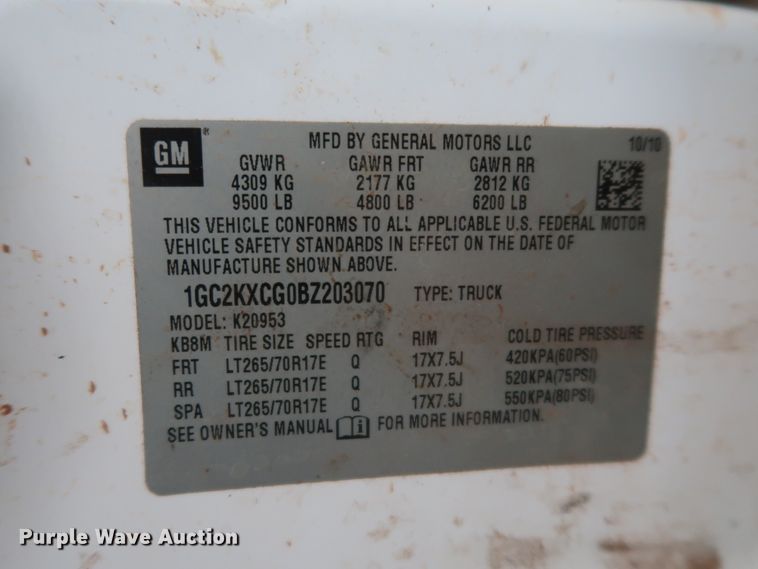 GM ®
MFD BY GENERAL MOTORS LLC 10/10
GVWR GAWR FRT GAWR RR
4309 KG 2177 KG 2812 KG
9500 LB 4800 LB 6200 LB
THIS VEHICLE CONFORMS TO ALL APPLICABLE U.S. FEDERAL MOTOR
VEHICLE SAFETY STANDARDS IN EFFECT ON THE DATE OF
MANUFACTURE SHOWN ABOVE.
1GC2KXCG0BZ203070 TYPE: TRUCK
MODEL: K20953
KB8M TIRE SIZE SPEED RTG RIM COLD TIRE PRESSURE
FRT LT265/70R17E Q 17X7.5J 420KPA(60PSI)
RR LT265/70R17E Q 17X7.5J 520KPA(75PSI)
SPA LT265/70R17E Q 17X7.5J 550KPA(80PSI)
SEE OWNER'S MANUAL i FOR MORE INFORMATION.
Purple Wave Auction